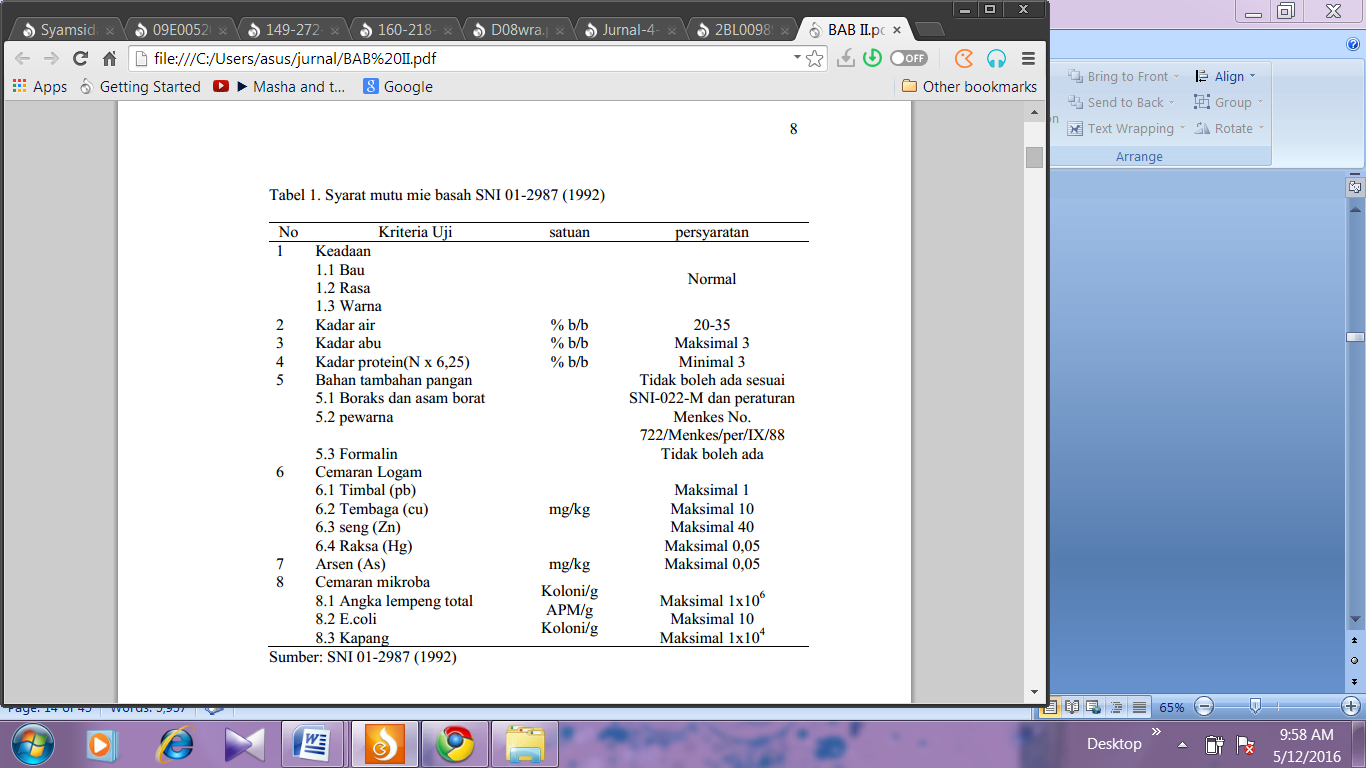 Syamsid
09E0052
149-272-
160-218-
D08wra.
Jurnal-4-
2BL0098
BAB II.p
file:///C:/Users/asus/jurnal/BAB%20II.pdf
OFF
Apps Getting Started Masha and t... Google Other bookmarks
Bring to Front Align
Send to Back Group
Text Wrapping Rotate
Arrange
8
Tabel 1. Syarat mutu mie basah SNI 01-2987 (1992)
No Kriteria Uji satuan persyaratan
1 Keadaan
1.1 Bau
Normal
1.2 Rasa
1.3 Warna
2 Kadar air % b/b 20-35
3 Kadar abu % b/b Maksimal 3
4 Kadar protein(N x 6,25) % b/b Minimal 3
5 Bahan tambahan pangan Tidak boleh ada sesuai
5.1 Boraks dan asam borat SNI-022-M dan peraturan
5.2 pewarna Menkes No.
722/Menkes/per/IX/88
5.3 Formalin Tidak boleh ada
6 Cemaran Logam
6.1 Timbal (pb) Maksimal 1
6.2 Tembaga (cu) mg/kg Maksimal 10
6.3 seng (Zn) Maksimal 40
6.4 Raksa (Hg) Maksimal 0,05
7 Arsen (As) mg/kg Maksimal 0,05
8 Cemaran mikroba
Koloni/g
8.1 Angka lempeng total Maksimal 1x10⁶
APM/g
8.2 E.coli Maksimal 10
Koloni/g
8.3 Kapang Maksimal 1x10⁴
Sumber: SNI 01-2987 (1992)
65%
Desktop
9:58 AM
5/12/2016